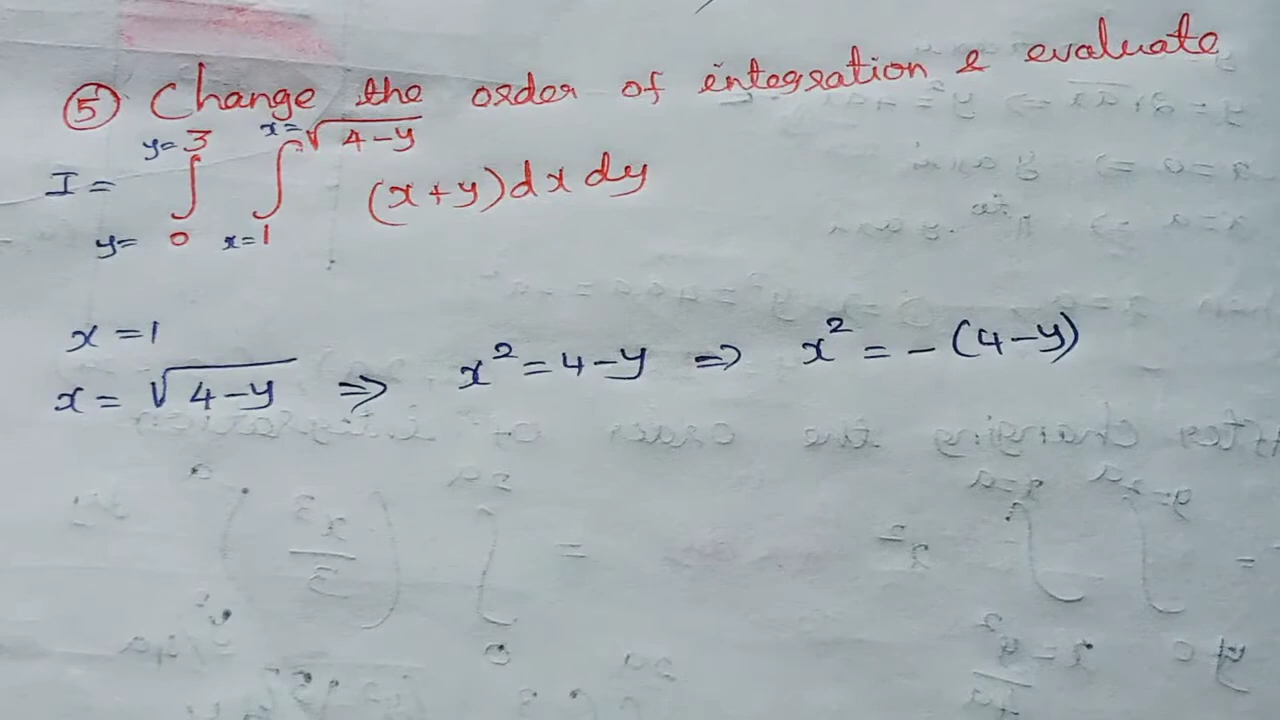 ⑤ Change the order of integration & evaluate
I = ∫_{y=0}^{y=3} ∫_{x=1}^{x=√(4-y)} (x+y) dx dy
x = 1
x = √(4-y) ⇒ x² = 4-y ⇒ x² = -(4-y)